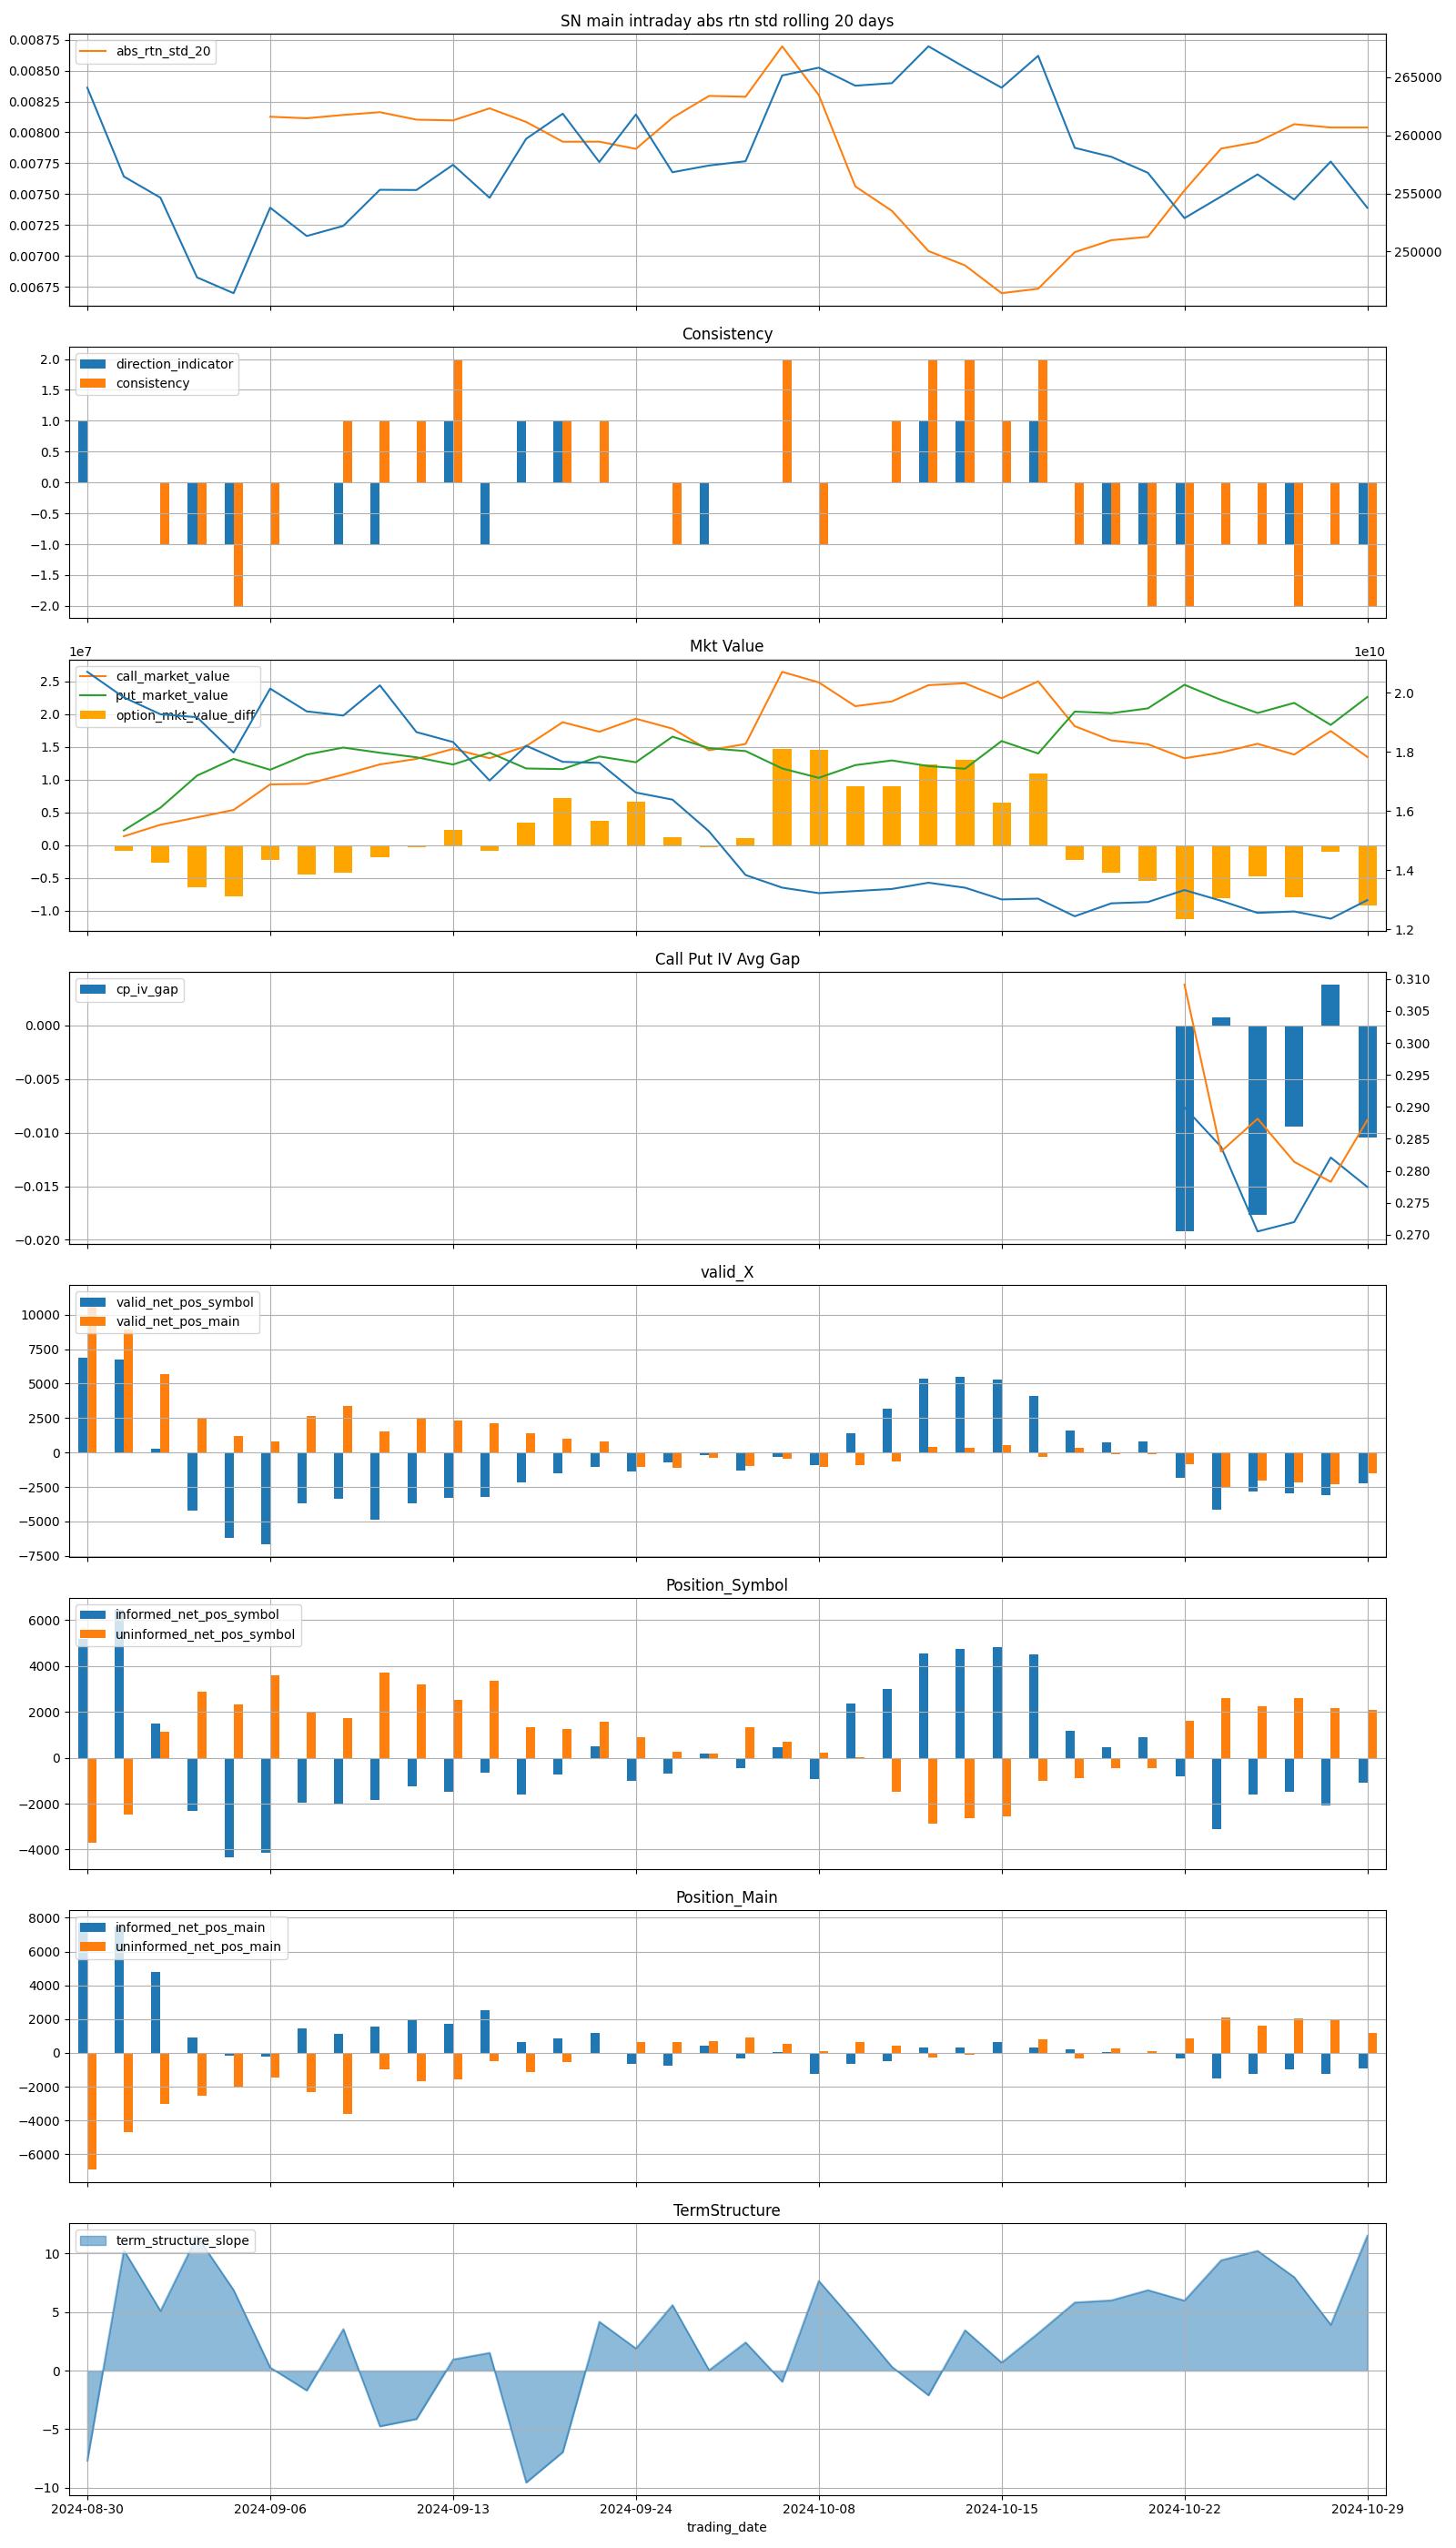 SN main intraday abs rtn std rolling 20 days
abs_rtn_std_20
0.00875
0.00850
0.00825
0.00800
0.00775
0.00750
0.00725
0.00700
0.00675
265000
260000
255000
250000
Consistency
direction_indicator
consistency
2.0
1.5
1.0
0.5
0.0
−0.5
−1.0
−1.5
−2.0
Mkt Value
1e7
1e10
call_market_value
put_market_value
option_mkt_value_diff
2.5
2.0
1.5
1.0
0.5
0.0
−0.5
−1.0
2.0
1.8
1.6
1.4
1.2
Call Put IV Avg Gap
cp_iv_gap
0.000
−0.005
−0.010
−0.015
−0.020
0.310
0.305
0.300
0.295
0.290
0.285
0.280
0.275
0.270
valid_X
valid_net_pos_symbol
valid_net_pos_main
10000
7500
5000
2500
0
−2500
−5000
−7500
Position_Symbol
informed_net_pos_symbol
uninformed_net_pos_symbol
6000
4000
2000
0
−2000
−4000
Position_Main
informed_net_pos_main
uninformed_net_pos_main
8000
6000
4000
2000
0
−2000
−4000
−6000
TermStructure
term_structure_slope
10
5
0
−5
−10
2024-08-30 2024-09-06 2024-09-13 2024-09-24 2024-10-08 2024-10-15 2024-10-22 2024-10-29
trading_date